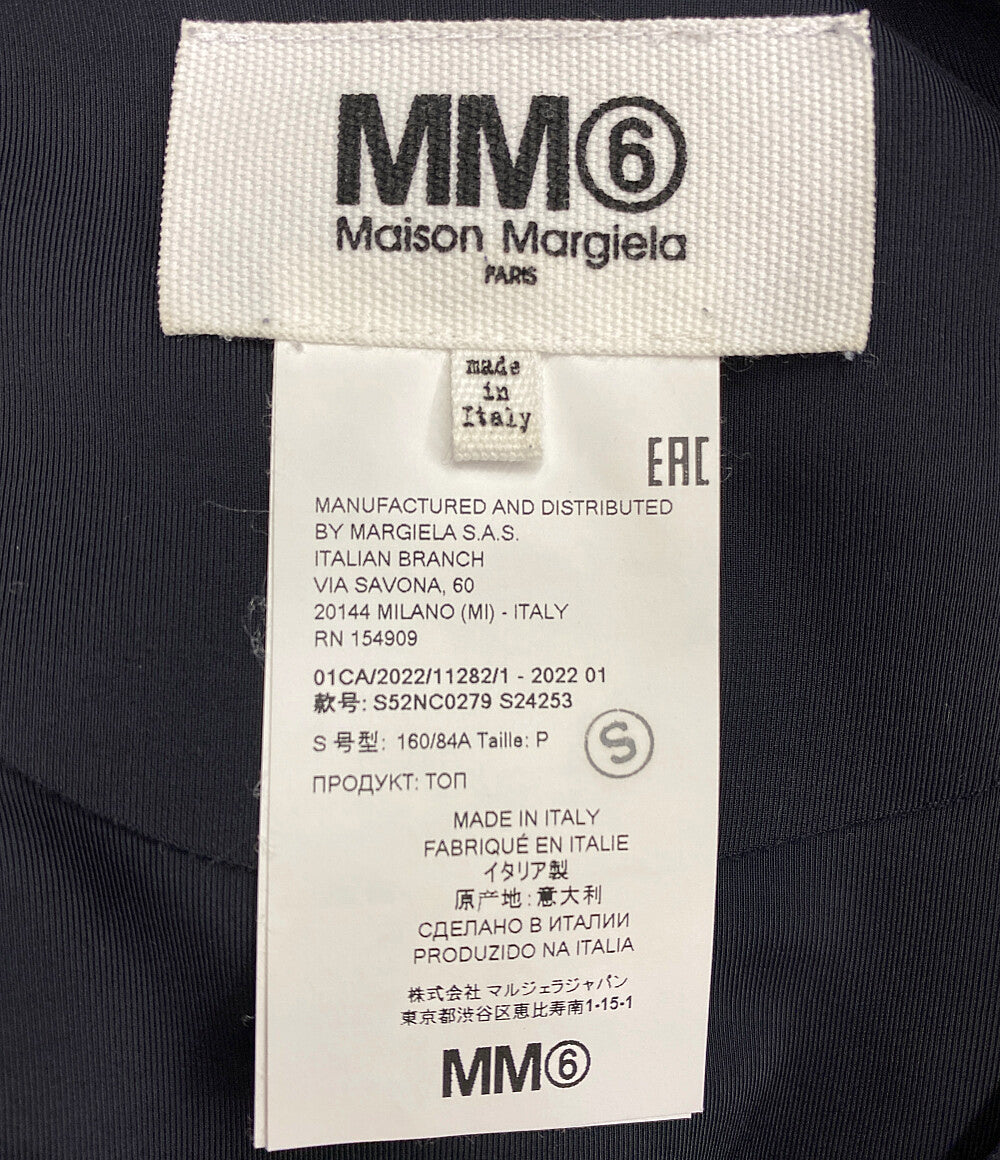 MM⑥
Maison Margiela
PARIS
made
in
Italy
EAC
MANUFACTURED AND DISTRIBUTED
BY MARGIELA S.A.S.
ITALIAN BRANCH
VIA SAVONA, 60
20144 MILANO (MI) - ITALY
RN 154909
01CA/2022/11282/1 - 2022 01
款号: S52NC0279 S24253
S 号型: 160/84A Taille: P
Ⓢ
ПРОДУКТ: ТОП
MADE IN ITALY
FABRIQUÉ EN ITALIE
イタリア製
原产地: 意大利
СДЕЛАНО В ИТАЛИИ
PRODUZIDO NA ITALIA
株式会社 マルジェラジャパン
東京都渋谷区恵比寿南1-15-1
MM⑥